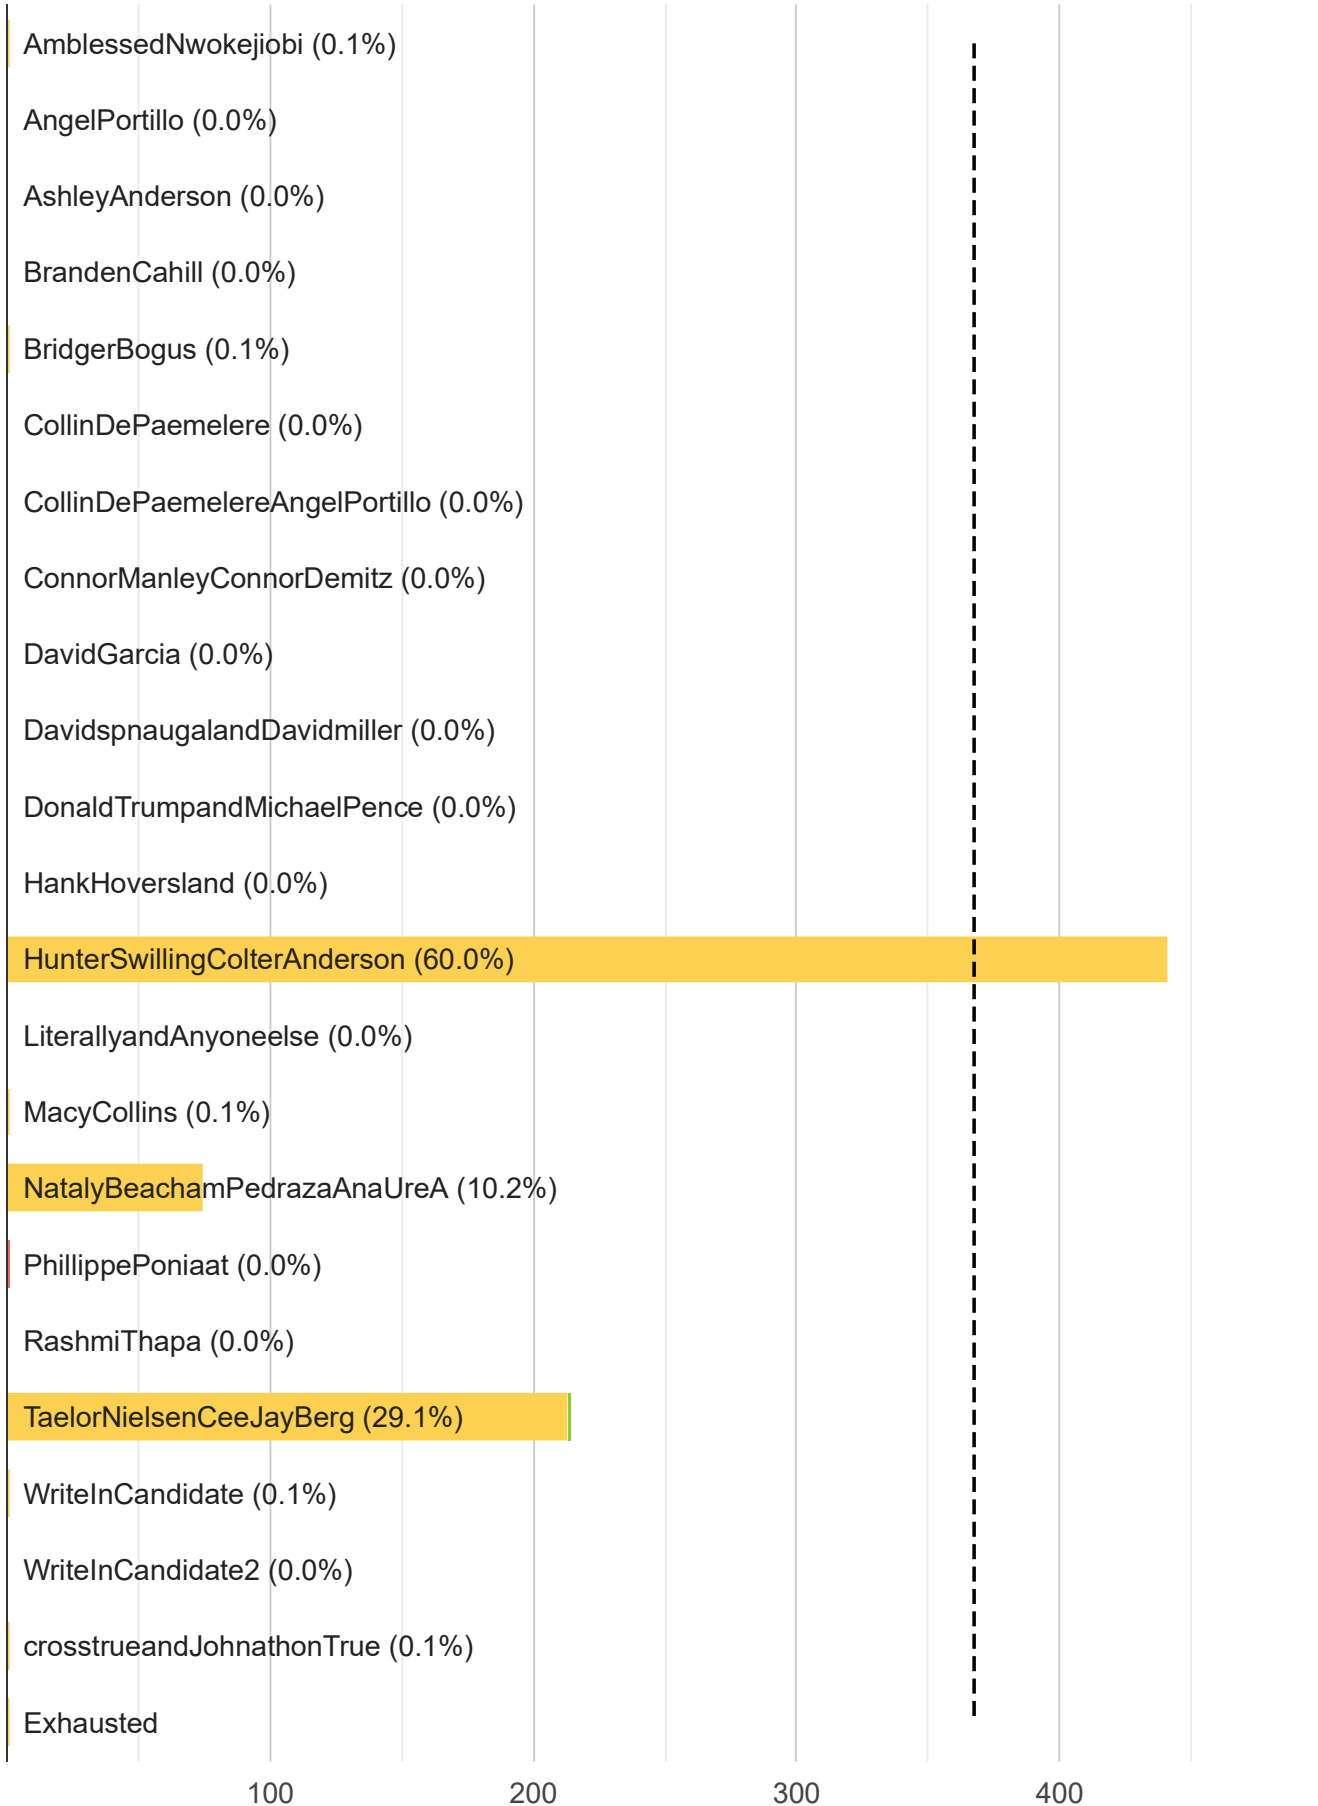 AmblessedNwokejiobi (0.1%)
AngelPortillo (0.0%)
AshleyAnderson (0.0%)
BrandenCahill (0.0%)
BridgerBogus (0.1%)
CollinDePaemelere (0.0%)
CollinDePaemelereAngelPortillo (0.0%)
ConnorManleyConnorDemitz (0.0%)
DavidGarcia (0.0%)
DavidspnaugalandDavidmiller (0.0%)
DonaldTrumpandMichaelPence (0.0%)
HankHoversland (0.0%)
HunterSwillingColterAnderson (60.0%)
LiterallyandAnyoneelse (0.0%)
MacyCollins (0.1%)
NatalyBeachamPedrazaAnaUreA (10.2%)
PhillippePoniaat (0.0%)
RashmiThapa (0.0%)
TaelorNielsenCeeJayBerg (29.1%)
WriteInCandidate (0.1%)
WriteInCandidate2 (0.0%)
crosstrueandJohnathonTrue (0.1%)
Exhausted
100 200 300 400